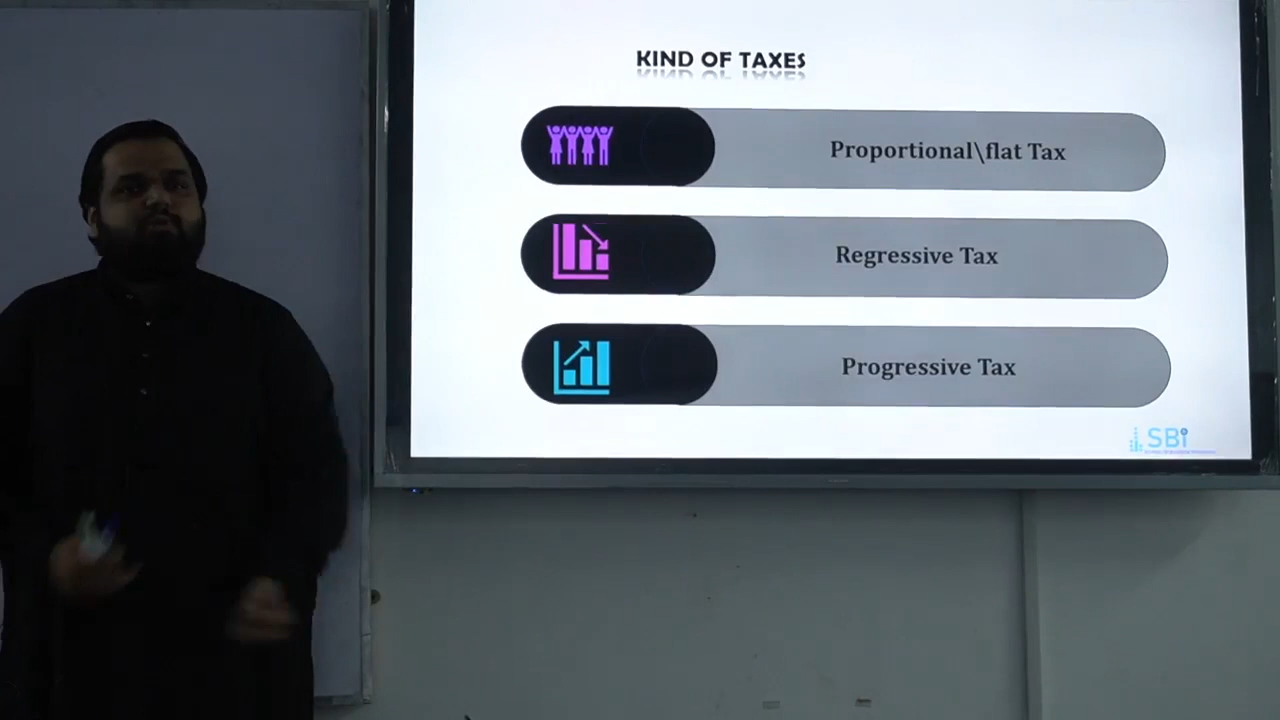 KIND OF TAXES
Proportional\flat Tax
Regressive Tax
Progressive Tax
SBi